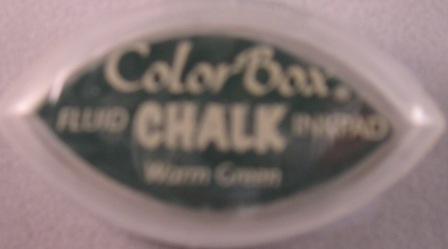 ColorBox.
FLUID CHALK INKPAD
Warm Green